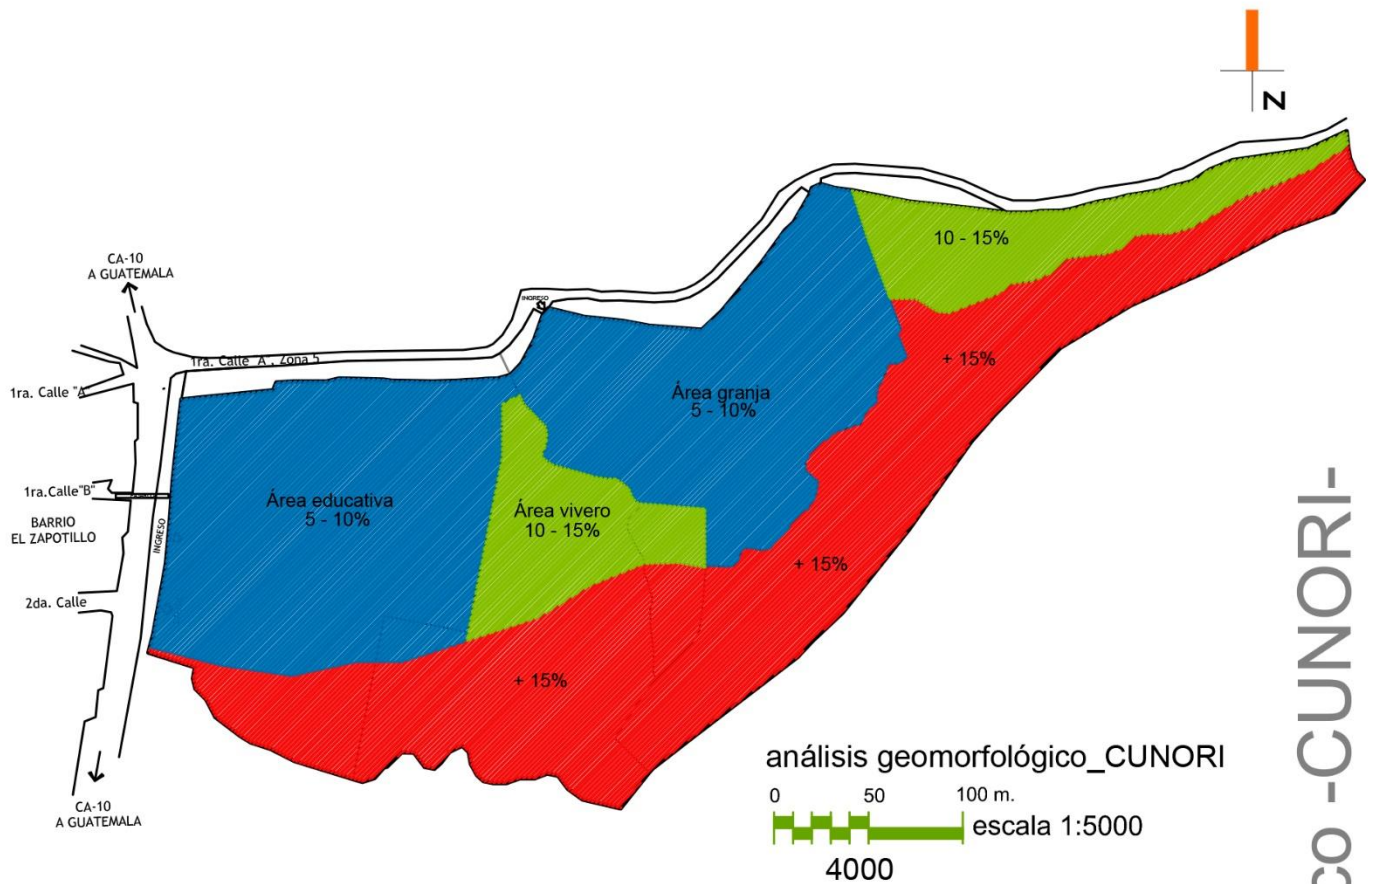 N
10 - 15%
CA-10
A GUATEMALA
INGRESO
1ra. Calle "A", Zona 5
+ 15%
1ra. Calle "A"
Área granja
5 - 10%
1ra.Calle"B"
Área educativa
5 - 10%
Área vivero
10 - 15%
BARRIO
EL ZAPOTILLO
INGRESO
+ 15%
2da. Calle
+ 15%
CA-10
A GUATEMALA
análisis geomorfológico_CUNORI
0 50 100 m.
escala 1:5000
4000
co -CUNORI-